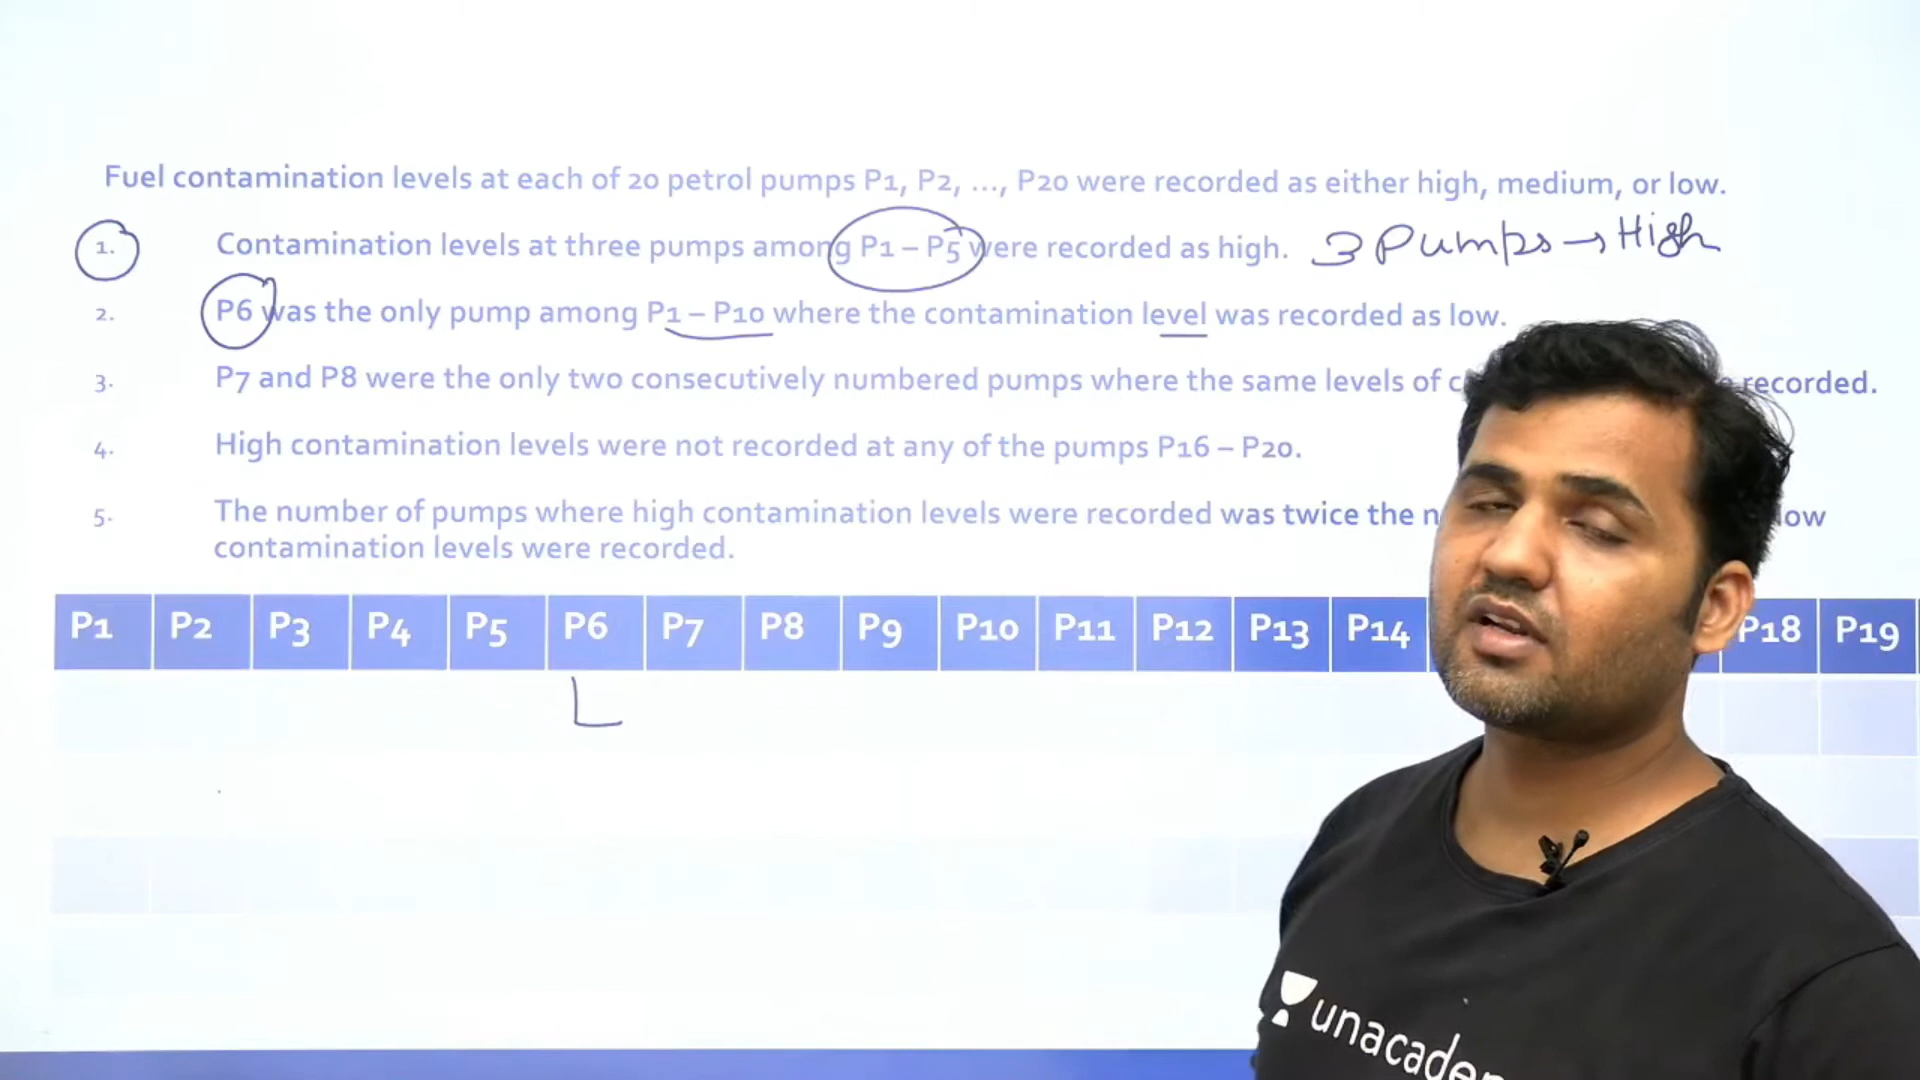 Fuel contamination levels at each of 20 petrol pumps P1, P2, ..., P20 were recorded as either high, medium, or low.
1. Contamination levels at three pumps among P1 – P5 were recorded as high. 3 Pumps → High
2. P6 was the only pump among P1 – P10 where the contamination level was recorded as low.
3. P7 and P8 were the only two consecutively numbered pumps where the same levels of recorded.
4. High contamination levels were not recorded at any of the pumps P16 – P20.
5. The number of pumps where high contamination levels were recorded was twice the low
contamination levels were recorded.
P1 P2 P3 P4 P5 P6 P7 P8 P9 P10 P11 P12 P13 P14 P18 P19
L
unacade